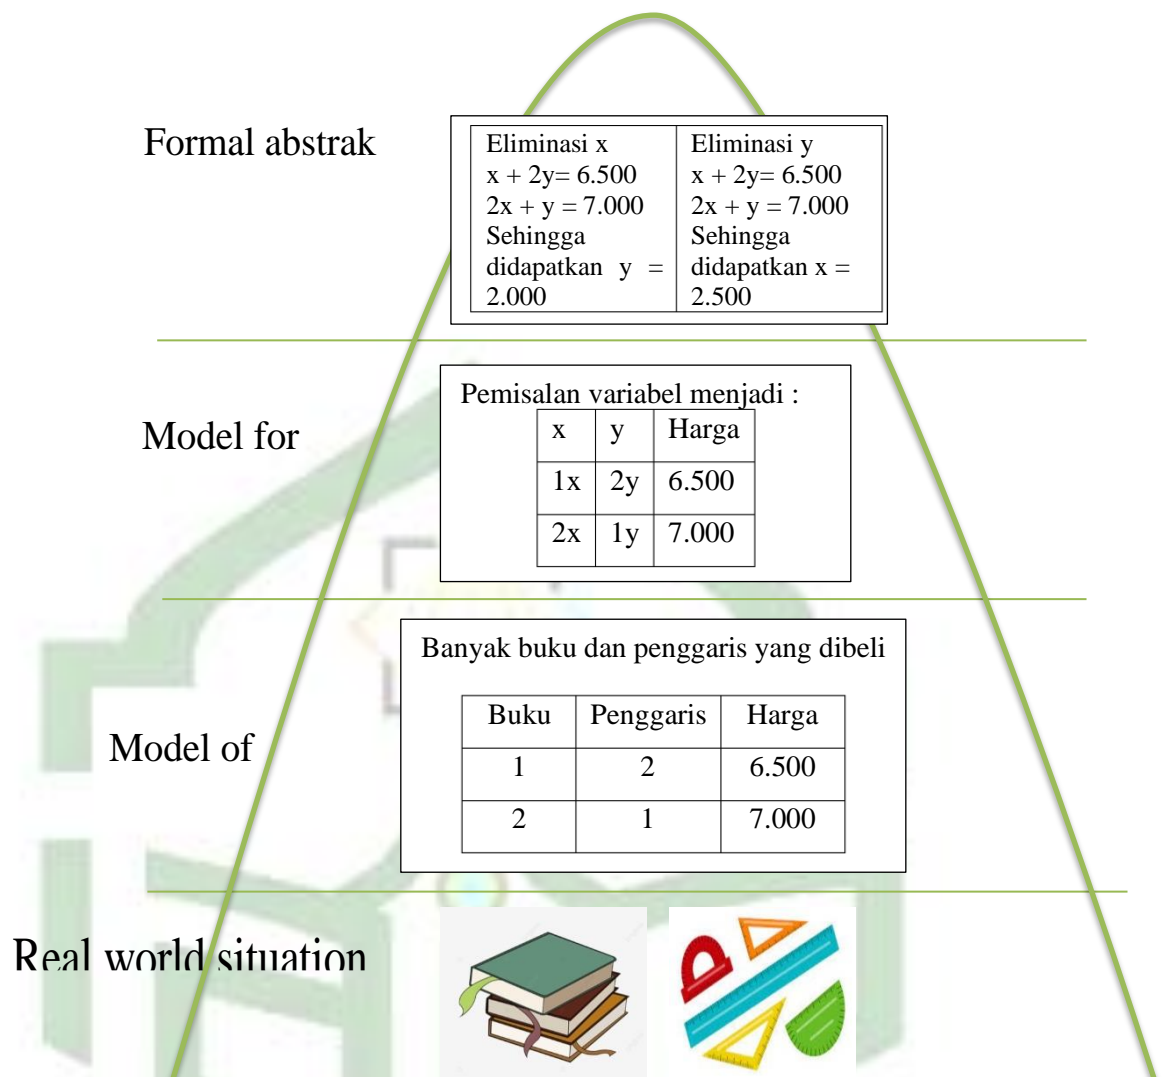 Formal abstrak
Eliminasi x
x + 2y= 6.500
2x + y = 7.000
Sehingga
didapatkan y =
2.000
Eliminasi y
x + 2y= 6.500
2x + y = 7.000
Sehingga
didapatkan x =
2.500
Model for
Pemisalan variabel menjadi :
x y Harga
1x 2y 6.500
2x 1y 7.000
Model of
Banyak buku dan penggaris yang dibeli
Buku Penggaris Harga
1 2 6.500
2 1 7.000
Real world situation